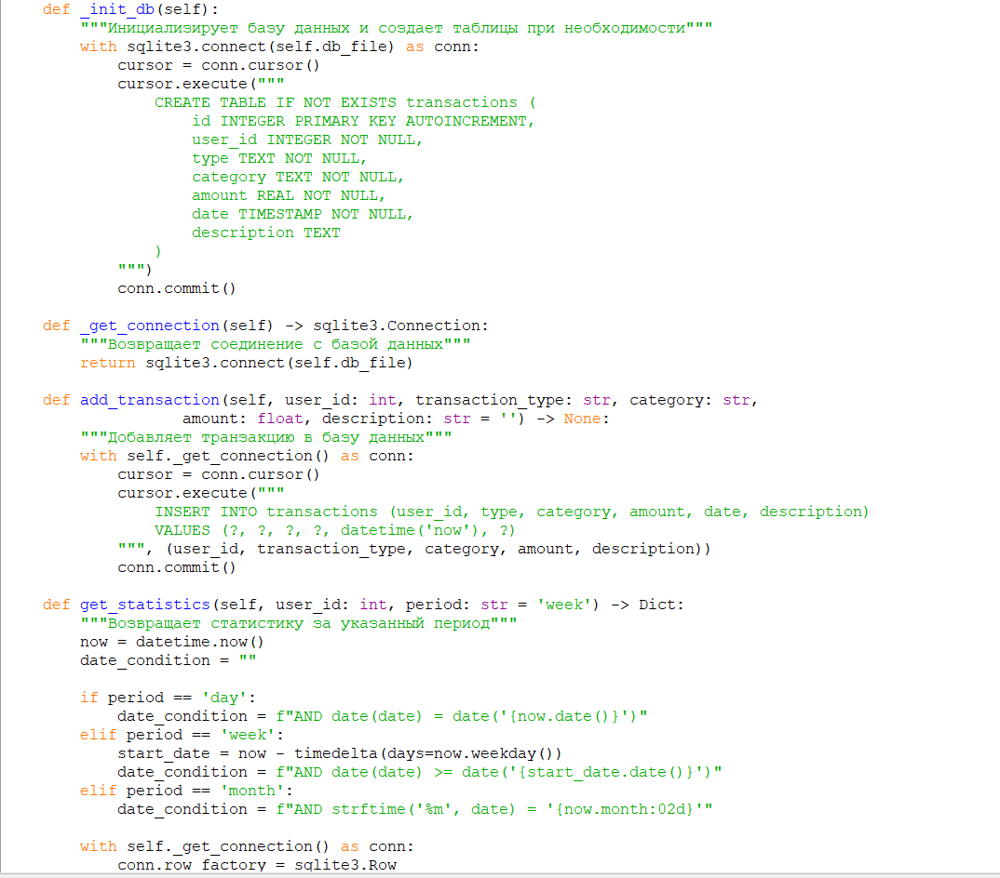 def _init_db(self):
"""Инициализирует базу данных и создает таблицы при необходимости"""
with sqlite3.connect(self.db_file) as conn:
cursor = conn.cursor()
cursor.execute("""
CREATE TABLE IF NOT EXISTS transactions (
id INTEGER PRIMARY KEY AUTOINCREMENT,
user_id INTEGER NOT NULL,
type TEXT NOT NULL,
category TEXT NOT NULL,
amount REAL NOT NULL,
date TIMESTAMP NOT NULL,
description TEXT
)
""")
conn.commit()
def _get_connection(self) -> sqlite3.Connection:
"""Возвращает соединение с базой данных"""
return sqlite3.connect(self.db_file)
def add_transaction(self, user_id: int, transaction_type: str, category: str,
amount: float, description: str = '') -> None:
"""Добавляет транзакцию в базу данных"""
with self._get_connection() as conn:
cursor = conn.cursor()
cursor.execute("""
INSERT INTO transactions (user_id, type, category, amount, date, description)
VALUES (?, ?, ?, ?, datetime('now'), ?)
""", (user_id, transaction_type, category, amount, description))
conn.commit()
def get_statistics(self, user_id: int, period: str = 'week') -> Dict:
"""Возвращает статистику за указанный период"""
now = datetime.now()
date_condition = ""
if period == 'day':
date_condition = f"AND date(date) = date('{now.date()}')"
elif period == 'week':
start_date = now - timedelta(days=now.weekday())
date_condition = f"AND date(date) >= date('{start_date.date()}')"
elif period == 'month':
date_condition = f"AND strftime('%m', date) = '{now.month:02d}'"
with self._get_connection() as conn:
conn.row_factory = sqlite3.Row